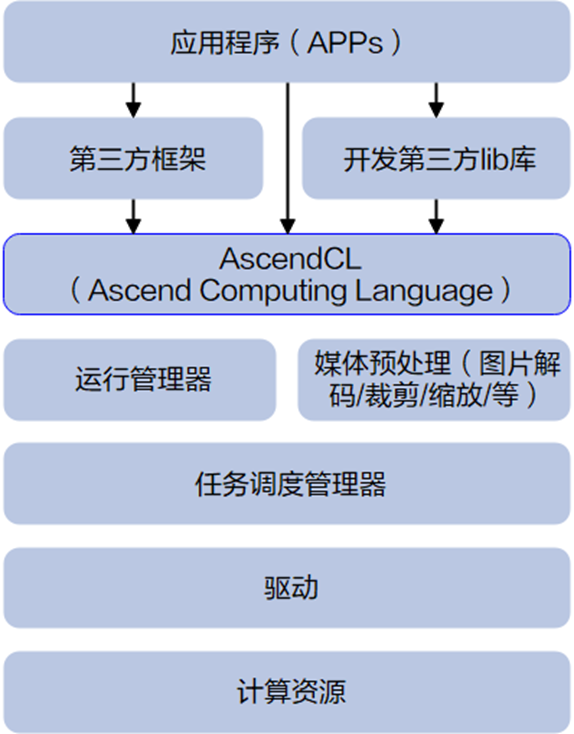 应用程序（APPs）
第三方框架
开发第三方lib库
AscendCL
（Ascend Computing Language）
运行管理器
媒体预处理（图片解
码/裁剪/缩放/等）
任务调度管理器
驱动
计算资源